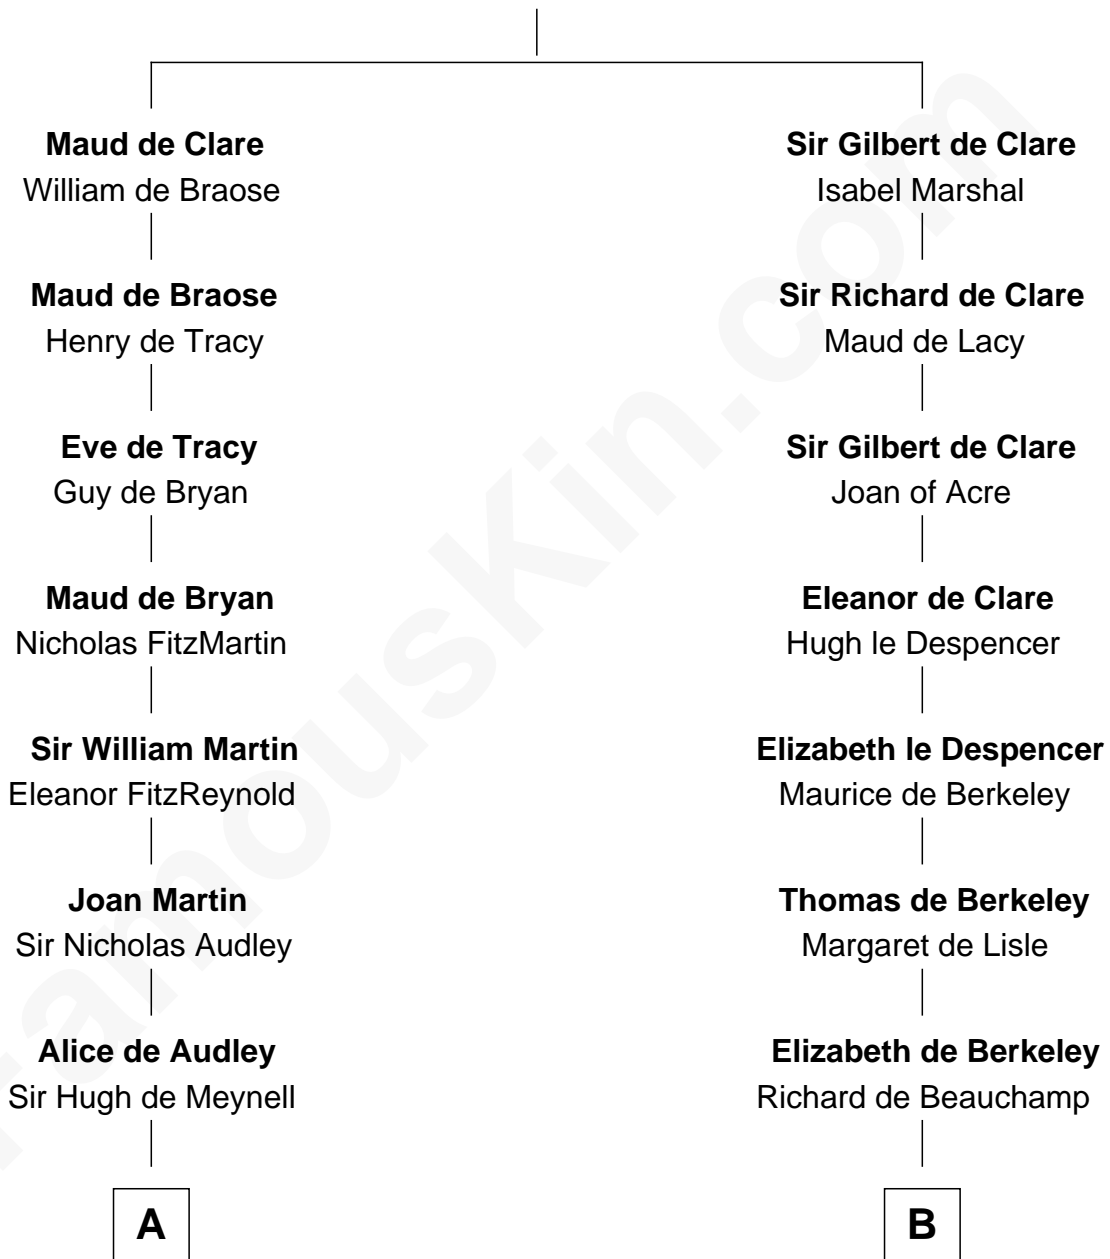 Maud de Clare
William de Braose
Maud de Braose
Henry de Tracy
Eve de Tracy
Guy de Bryan
Maud de Bryan
Nicholas FitzMartin
Sir William Martin
Eleanor FitzReynold
Joan Martin
Sir Nicholas Audley
Alice de Audley
Sir Hugh de Meynell
A
Sir Gilbert de Clare
Isabel Marshal
Sir Richard de Clare
Maud de Lacy
Sir Gilbert de Clare
Joan of Acre
Eleanor de Clare
Hugh le Despencer
Elizabeth le Despencer
Maurice de Berkeley
Thomas de Berkeley
Margaret de Lisle
Elizabeth de Berkeley
Richard de Beauchamp
B
FamousKin.com